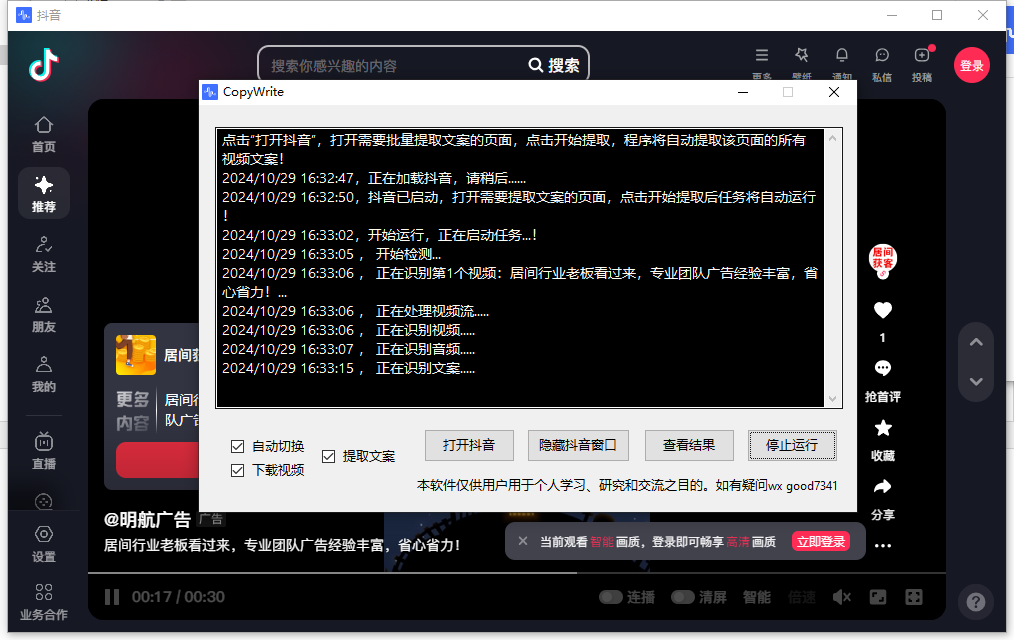 抖音
搜索你感兴趣的内容
搜索
私信
投稿
登录
CopyWrite
首页
推荐
关注
朋友
我的
直播
设置
业务合作
点击“打开抖音”，打开需要批量提取文案的页面，点击开始提取，程序将自动提取该页面的所有
视频文案！
2024/10/29 16:32:47，正在加载抖音，请稍后......
2024/10/29 16:32:50，抖音已启动，打开需要提取文案的页面，点击开始提取后任务将自动运行
！
2024/10/29 16:33:02，开始运行，正在启动任务...！
2024/10/29 16:33:05 ， 开始检测...
2024/10/29 16:33:06 ， 正在识别第1个视频：居间行业老板看过来，专业团队广告经验丰富，省
心省力！...
2024/10/29 16:33:06 ， 正在处理视频流.....
2024/10/29 16:33:06 ， 正在识别视频.....
2024/10/29 16:33:07 ， 正在识别音频.....
2024/10/29 16:33:15 ， 正在识别文案.....
自动切换
下载视频
提取文案
打开抖音
隐藏抖音窗口
查看结果
停止运行
本软件仅供用户用于个人学习、研究和交流之目的。如有疑问wx good7341
居间
更多
内容
居间
队广
居间
获客
1
抢首评
收藏
分享
@明航广告 广告
居间行业老板看过来，专业团队广告经验丰富，省心省力！
当前观看智能画质，登录即可畅享高清画质
立即登录
00:17 / 00:30
连播
清屏
智能
倍速